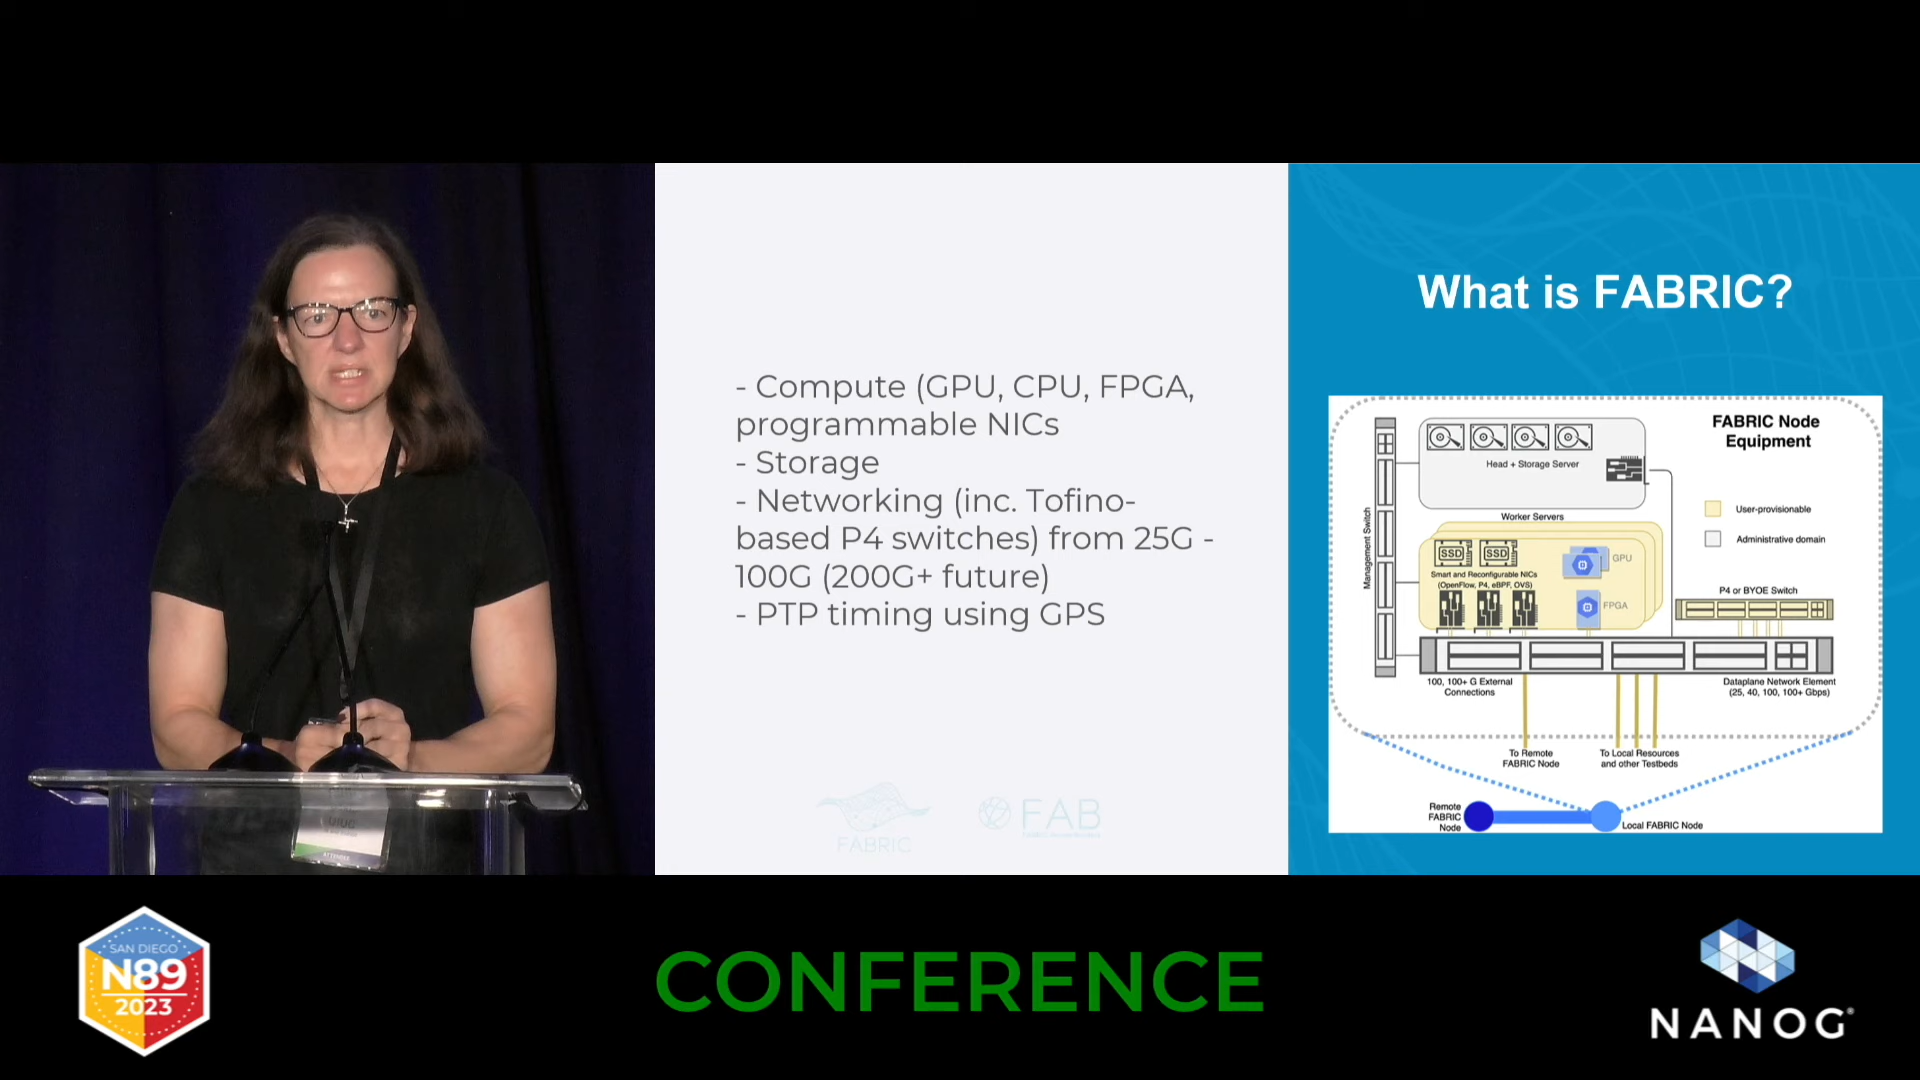 - Compute (GPU, CPU, FPGA,
programmable NICs
- Storage
- Networking (inc. Tofino-
based P4 switches) from 25G -
100G (200G+ future)
- PTP timing using GPS
FABRIC
FAB
What is FABRIC?
FABRIC Node
Equipment
Head + Storage Server
Management Switch
Worker Servers
User-provisionable
Administrative domain
SSD
SSD
GPU
Smart and Reconfigurable NICs
(OpenFlow, P4, eBPF, OVS)
FPGA
P4 or BYOE Switch
100, 100+ G External
Connections
Dataplane Network Element
(25, 40, 100, 100+ Gbps)
To Remote
FABRIC Node
To Local Resources
and other Testbeds
Remote
FABRIC
Node
Local FABRIC Node
UIUC
ATTENDEE
SAN DIEGO
N89
2023
CONFERENCE
NANOG®